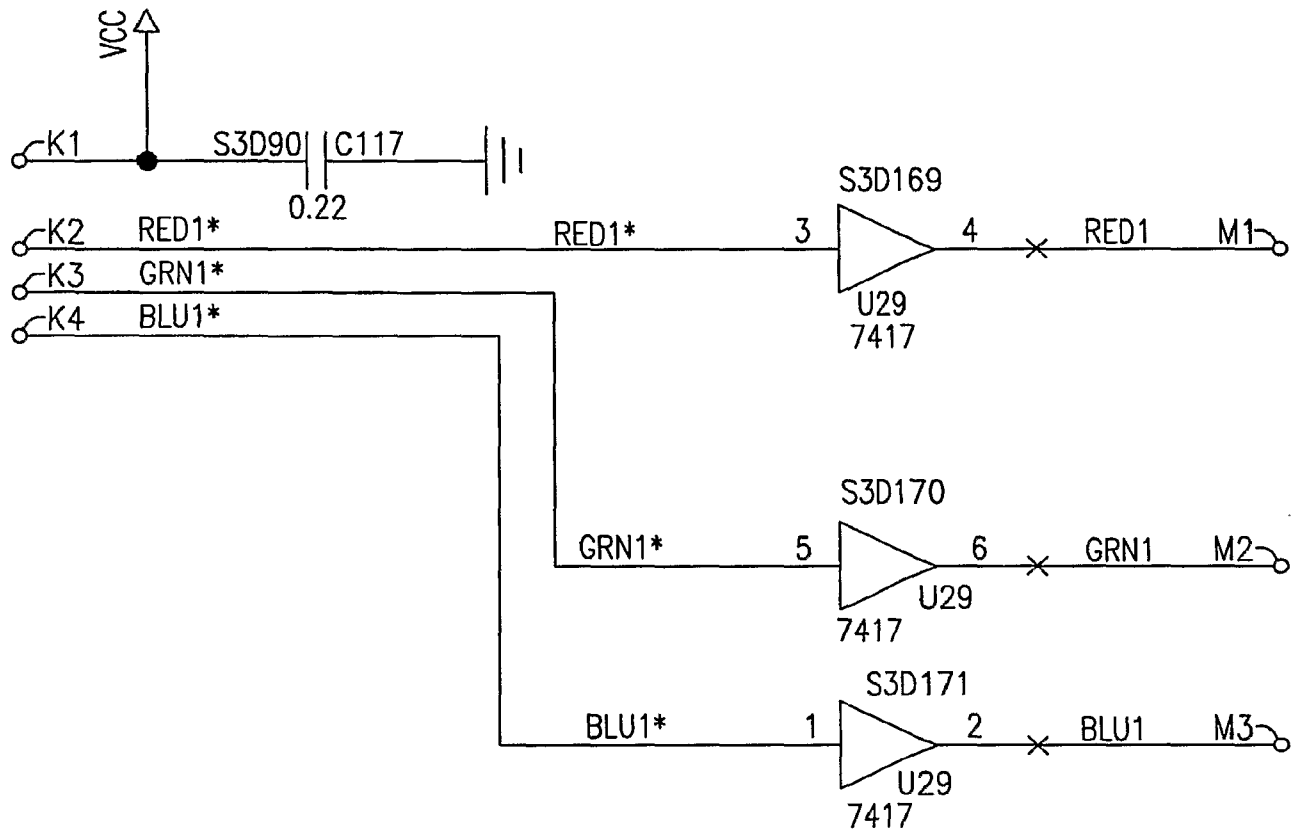 VCC
K1 S3D90 C117
0.22
S3D169
K2 RED1* RED1* 3 4 RED1 M1
K3 GRN1*
U29
K4 BLU1*
7417
S3D170
GRN1* 5 6 GRN1 M2
U29
7417
S3D171
BLU1* 1 2 BLU1 M3
U29
7417